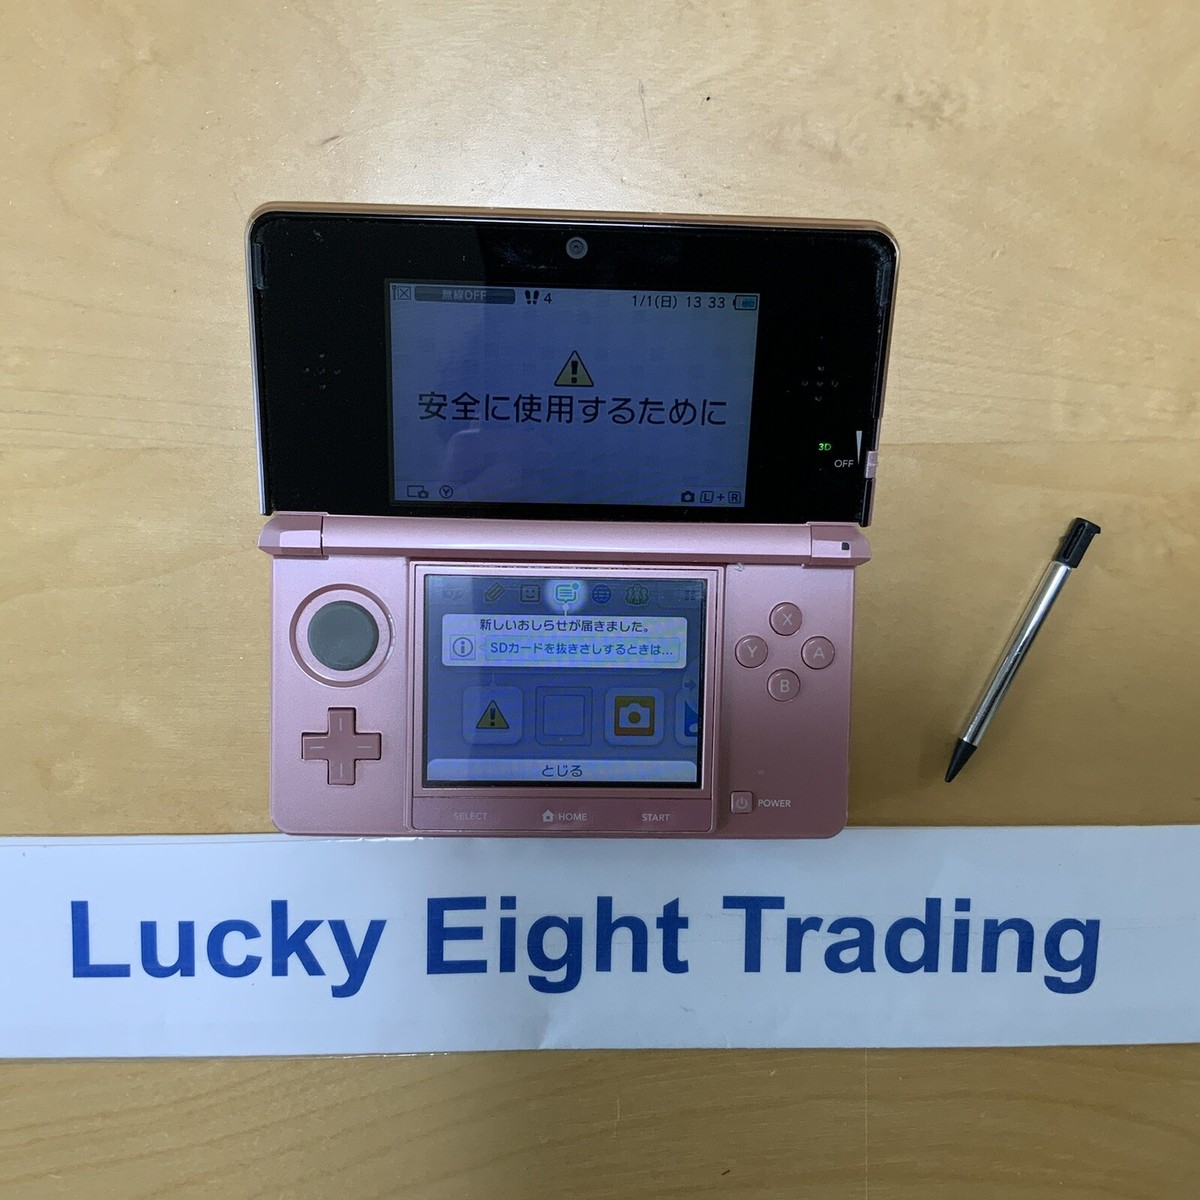 無線OFF 4 1/1(日) 13 33
安全に使用するために
Y L+R
3D
OFF
新しいおしらせが届きました。
SDカードを抜きさしするときは...
X
Y A
B
とじる
POWER
SELECT HOME START
Lucky Eight Trading